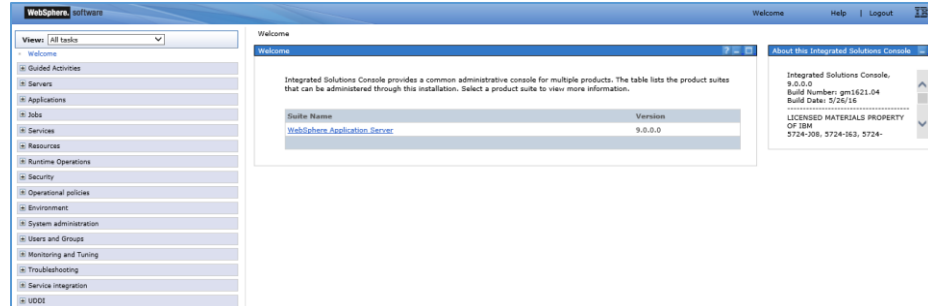 WebSphere. software
Welcome Help | Logout IBM
View: All tasks
Welcome
Guided Activities
Servers
Applications
Jobs
Services
Resources
Runtime Operations
Security
Operational policies
Environment
System administration
Users and Groups
Monitoring and Tuning
Troubleshooting
Service integration
UDDI
Welcome
Welcome
Integrated Solutions Console provides a common administrative console for multiple products. The table lists the product suites
that can be administered through this installation. Select a product suite to view more information.
Suite Name Version
WebSphere Application Server 9.0.0.0
About this Integrated Solutions Console
Integrated Solutions Console,
9.0.0.0
Build Number: gm1621.04
Build Date: 5/26/16
LICENSED MATERIALS PROPERTY
OF IBM
5724-J08, 5724-I63, 5724-